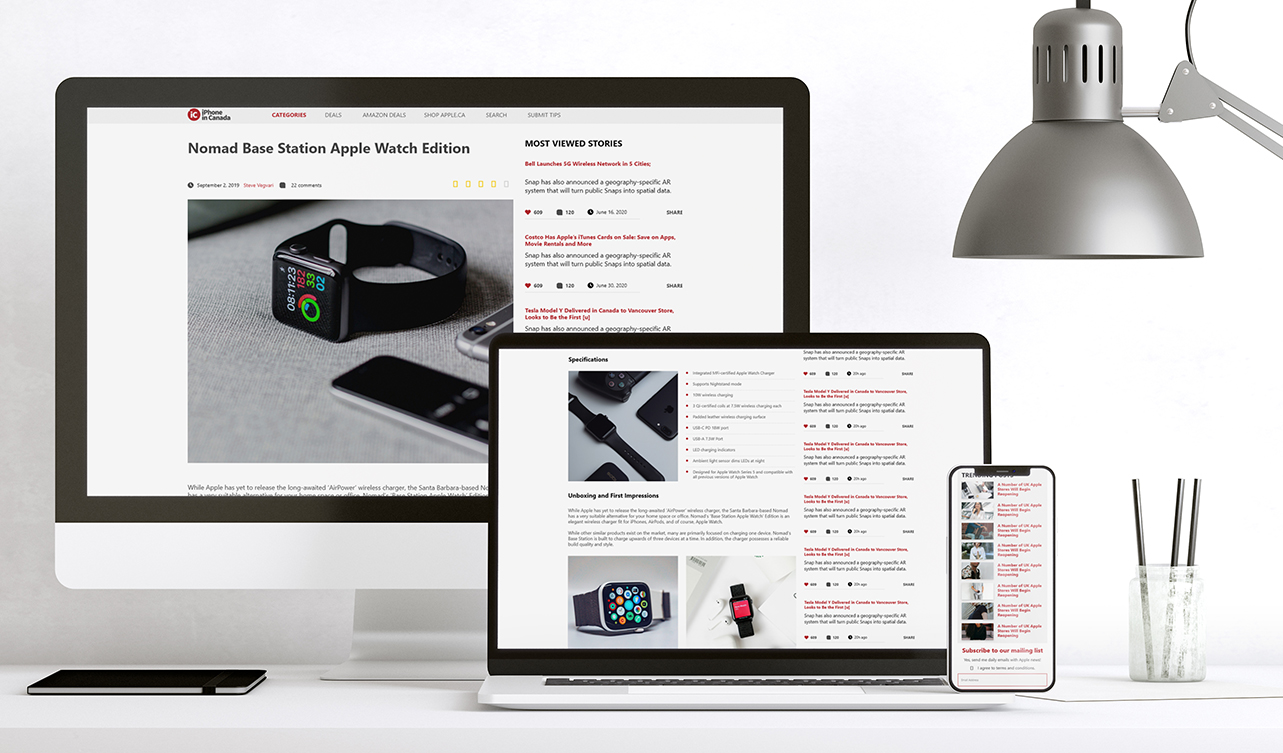 iC iPhone
in Canada
CATEGORIES DEALS AMAZON DEALS SHOP APPLE.CA SEARCH SUBMIT TIPS
Nomad Base Station Apple Watch Edition
September 2, 2019 Steve Vegvari 22 comments
08:11:23
182
33
02
While Apple has yet to release the long-awaited 'AirPower' wireless charger, the Santa Barbara-based No
has a very suitable alternative for your home space or office. Nomad's 'Base Station Apple Watch' Edition
MOST VIEWED STORIES
Bell Launches 5G Wireless Network in 5 Cities;
Snap has also announced a geography-specific AR
system that will turn public Snaps into spatial data.
609 120 June 16, 2020 SHARE
Costco Has Apple's iTunes Cards on Sale: Save on Apps,
Movie Rentals and More
Snap has also announced a geography-specific AR
system that will turn public Snaps into spatial data.
609 120 June 30, 2020 SHARE
Tesla Model Y Delivered in Canada to Vancouver Store,
Looks to Be the First [u]
Snap has also announced a geography-specific AR
Specifications
Integrated MFi-certified Apple Watch Charger
Supports Nightstand mode
10W wireless charging
3 Qi-certified coils at 7.5W wireless charging each
Padded leather wireless charging surface
USB-C PD 18W port
USB-A 7.5W Port
LED charging indicators
Ambient light sensor dims LEDs at night
Designed for Apple Watch Series 5 and compatible with
all previous versions of Apple Watch
Unboxing and First Impressions
While Apple has yet to release the long-awaited 'AirPower' wireless charger, the Santa Barbara-based Nomad
has a very suitable alternative for your home space or office. Nomad's 'Base Station Apple Watch' Edition is an
elegant wireless charger fit for iPhones, AirPods, and of course, Apple Watch.
While other similar products exist on the market, many are primarily focused on charging one device. Nomad's
Base Station is built to charge upwards of three devices at a time. In addition, the charger possesses a reliable
build quality and style.
Snap has also announced a geography-specific AR
system that will turn public Snaps into spatial data.
609 120 20h ago SHARE
Tesla Model Y Delivered in Canada to Vancouver Store,
Looks to Be the First [u]
Snap has also announced a geography-specific AR
system that will turn public Snaps into spatial data.
609 120 20h ago SHARE
Tesla Model Y Delivered in Canada to Vancouver Store,
Looks to Be the First [u]
Snap has also announced a geography-specific AR
system that will turn public Snaps into spatial data.
609 120 20h ago SHARE
Tesla Model Y Delivered in Canada to Vancouver Store,
Looks to Be the First [u]
Snap has also announced a geography-specific AR
system that will turn public Snaps into spatial data.
609 120 20h ago SHARE
Tesla Model Y Delivered in Canada to Vancouver Store,
Looks to Be the First [u]
Snap has also announced a geography-specific AR
system that will turn public Snaps into spatial data.
609 120 20h ago SHARE
Tesla Model Y Delivered in Canada to Vancouver Store,
Looks to Be the First [u]
Snap has also announced a geography-specific AR
system that will turn public Snaps into spatial data.
609 120 20h ago SHARE
A Number of UK Apple
Stores Will Begin
Reopening
A Number of UK Apple
Stores Will Begin
Reopening
A Number of UK Apple
Stores Will Begin
Reopening
A Number of UK Apple
Stores Will Begin
Reopening
A Number of UK Apple
Stores Will Begin
Reopening
A Number of UK Apple
Stores Will Begin
Reopening
A Number of UK Apple
Stores Will Begin
Reopening
A Number of UK Apple
Stores Will Begin
Reopening
Subscribe to our mailing list
Yes, send me daily emails with Apple news!
I agree to terms and conditions.
Email Address